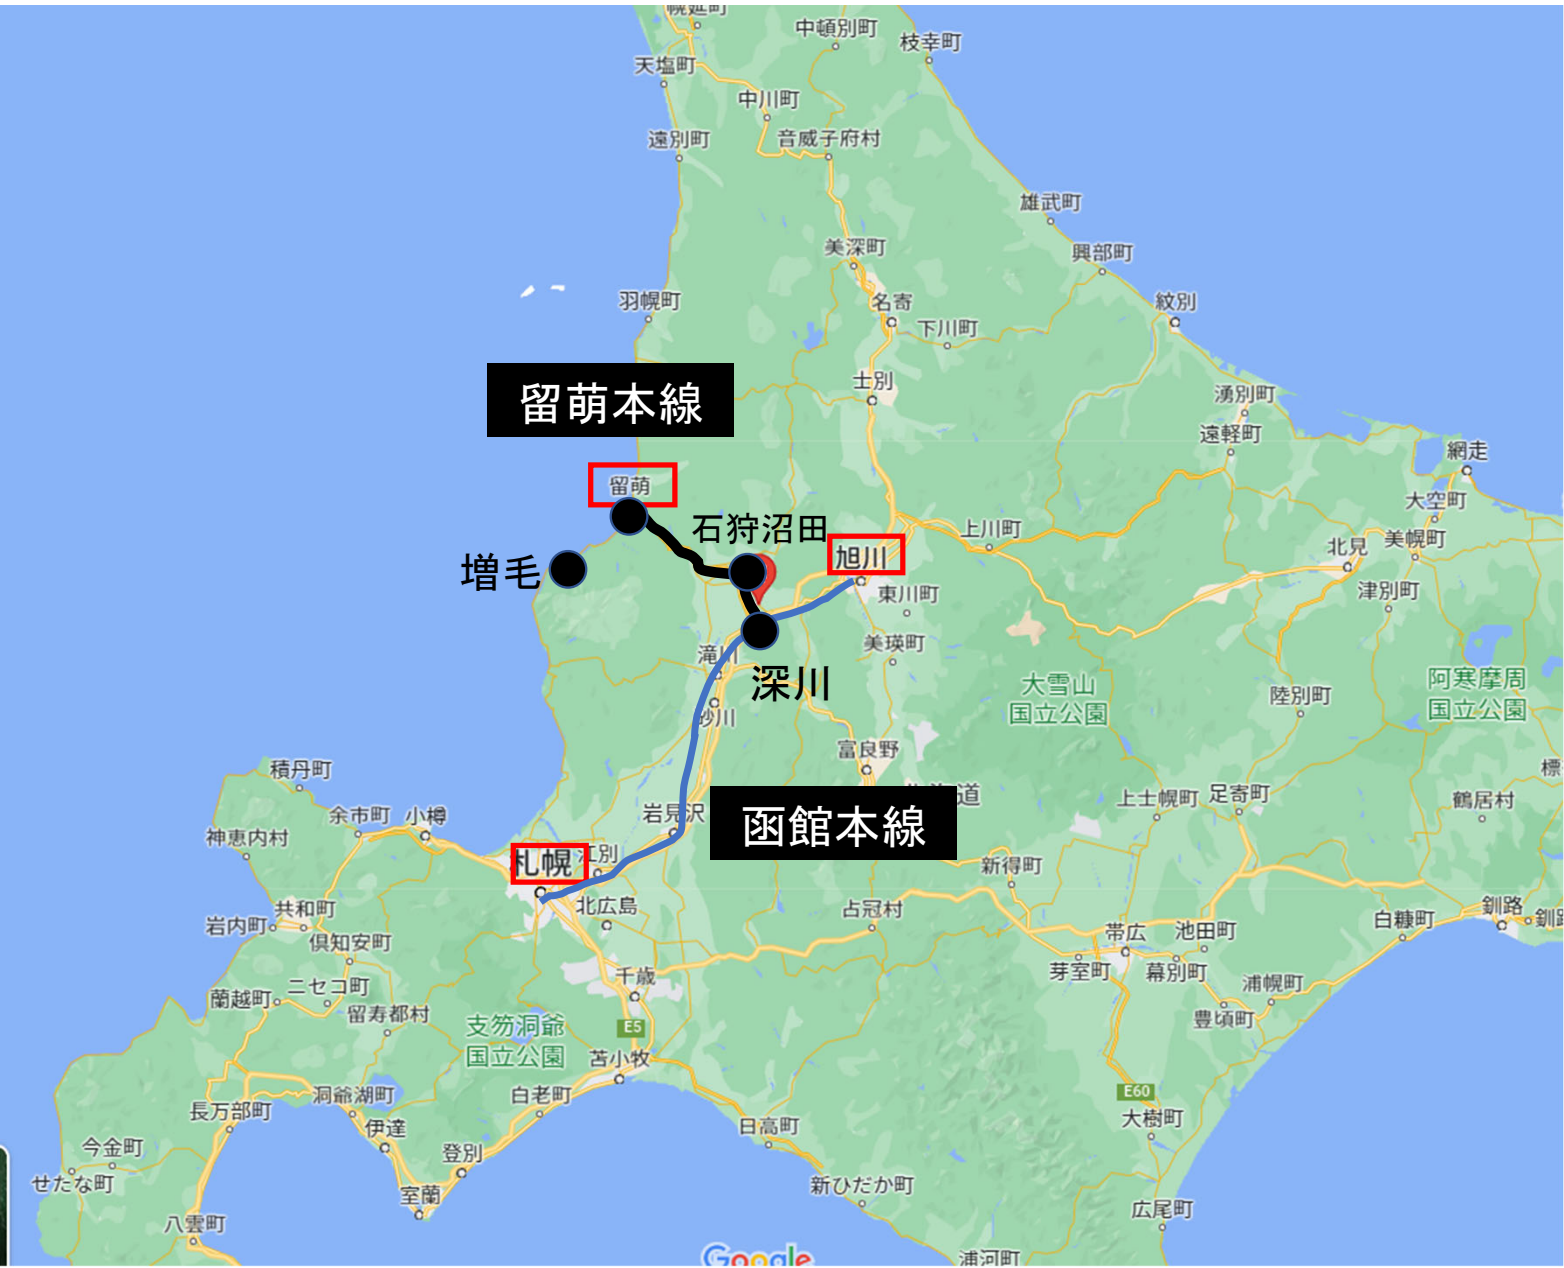 幌延町
中頓別町
枝幸町
天塩町
中川町
遠別町
音威子府村
雄武町
美深町
興部町
羽幌町
名寄
紋別
下川町
士別
留萌本線
湧別町
遠軽町
網走
留萌
大空町
石狩沼田
上川町
美幌町
北見
増毛
旭川
東川町
津別町
美瑛町
滝川
深川
大雪山
国立公園
阿寒摩周
国立公園
陸別町
砂川
富良野
積丹町
標
道
上士幌町
足寄町
鶴居村
余市町
小樽
岩見沢
函館本線
神恵内村
札幌
江別
新得町
共和町
北広島
占冠村
釧路
岩内町
白糠町
倶知安町
帯広
池田町
芽室町
幕別町
千歳
浦幌町
ニセコ町
蘭越町
留寿都村
豊頃町
支笏洞爺
国立公園
E5
苫小牧
洞爺湖町
白老町
E60
長万部町
伊達
日高町
大樹町
今金町
登別
せたな町
室蘭
新ひだか町
八雲町
広尾町
Google
浦河町